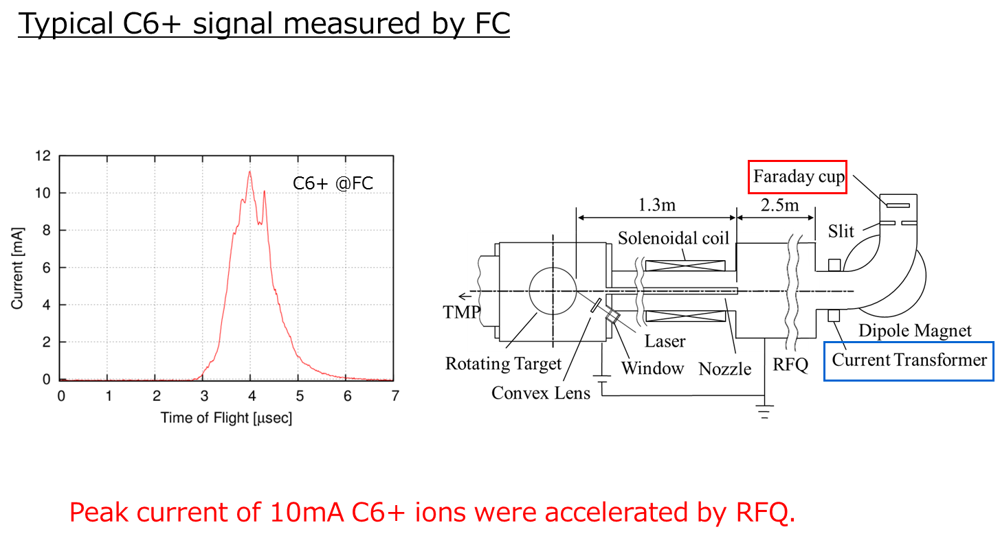 Typical C6+ signal measured by FC
12
10
8
6
4
2
0
0 1 2 3 4 5 6 7
Current [mA]
Time of Flight [μsec]
C6+ @FC
Faraday cup
1.3m
2.5m
Slit
Solenoidal coil
TMP
Laser
Dipole Magnet
Rotating Target
Window
Nozzle
RFQ
Current Transformer
Convex Lens
Peak current of 10mA C6+ ions were accelerated by RFQ.